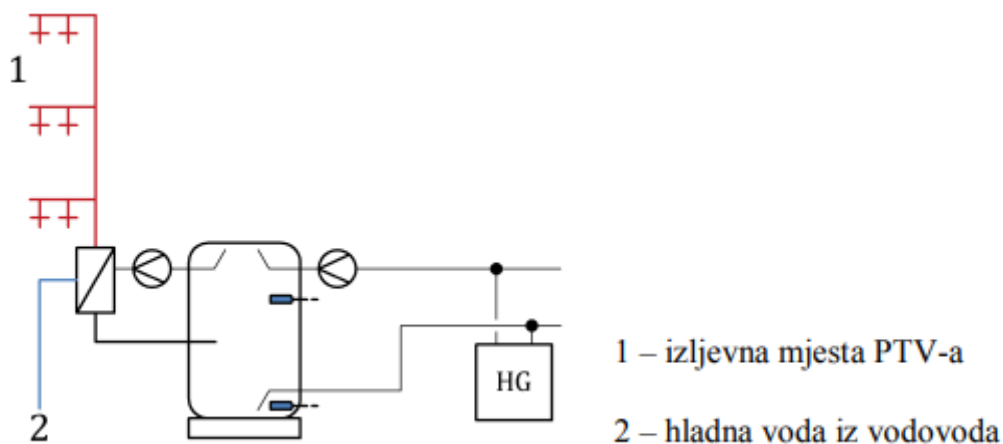 1
2
HG
1 – izljevna mjesta PTV-a
2 – hladna voda iz vodovoda